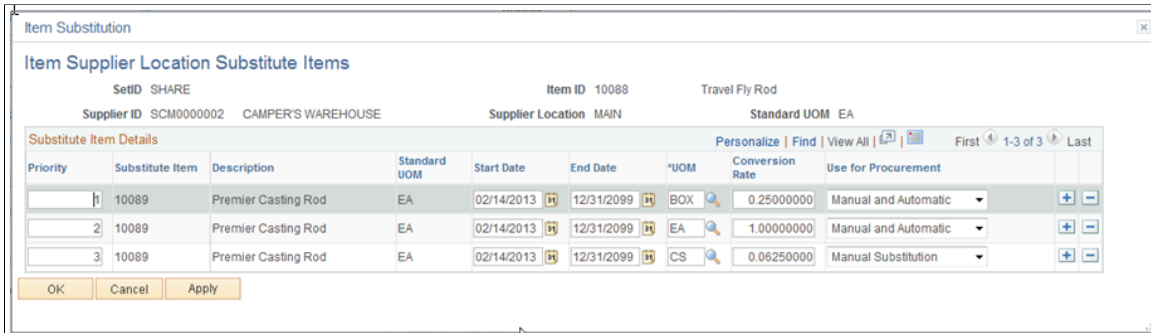 Item Substitution
Item Supplier Location Substitute Items
SetID SHARE Item ID 10088 Travel Fly Rod
Supplier ID SCM0000002 CAMPER'S WAREHOUSE Supplier Location MAIN Standard UOM EA
Substitute Item Details Personalize | Find | View All | | First 1-3 of 3 Last
Priority Substitute Item Description Standard UOM Start Date End Date *UOM Conversion Rate Use for Procurement
1 10089 Premier Casting Rod EA 02/14/2013 12/31/2099 BOX 0.25000000 Manual and Automatic
2 10089 Premier Casting Rod EA 02/14/2013 12/31/2099 EA 1.00000000 Manual and Automatic
3 10089 Premier Casting Rod EA 02/14/2013 12/31/2099 CS 0.06250000 Manual Substitution
OK Cancel Apply